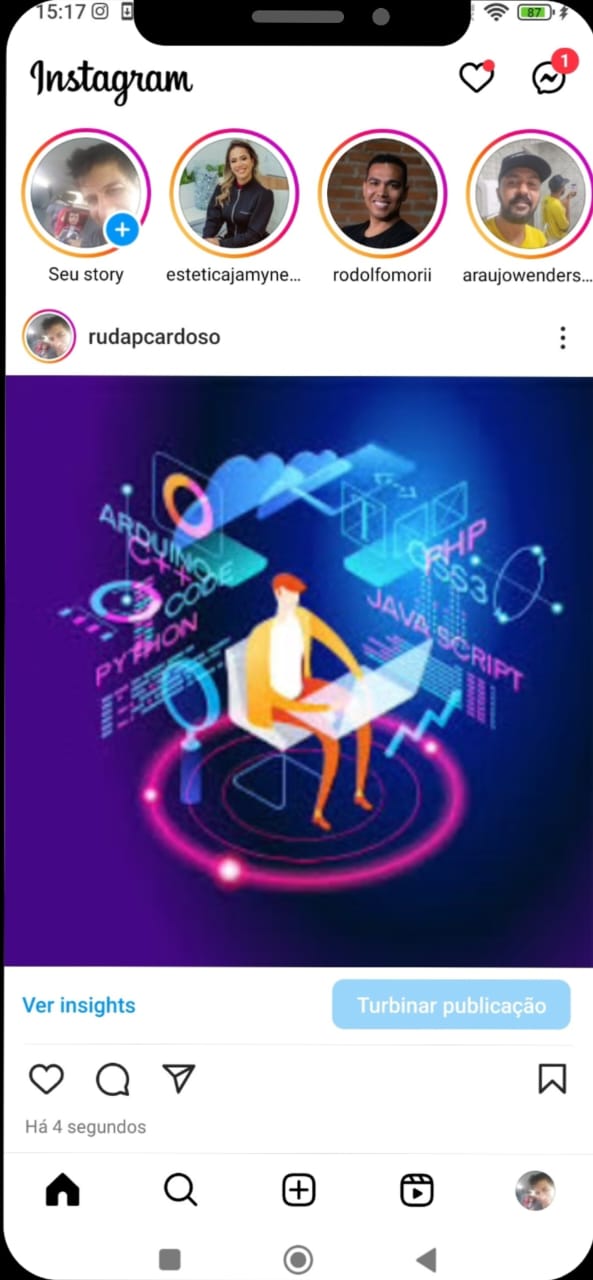 15:17
87
Instagram
1
Seu story
esteticajamyne...
rodolfomorii
araujowenders...
rudapcardoso
ARDUINO
C++
CODE
PYTHON
PHP
CSS3
JAVA SCRIPT
Ver insights
Turbinar publicação
Há 4 segundos